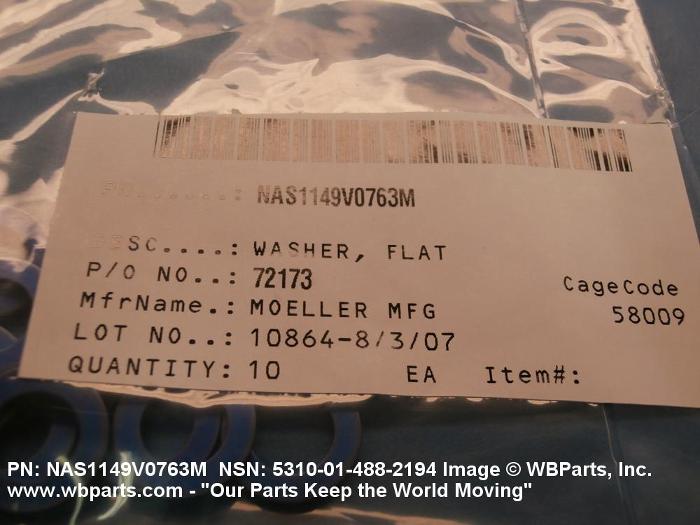 PN.......: NAS1149V0763M
DESC....: WASHER, FLAT
P/O NO..: 72173
CageCode
MfrName.: MOELLER MFG
58009
LOT NO..: 10864-8/3/07
QUANTITY: 10 EA Item#:
PN: NAS1149V0763M NSN: 5310-01-488-2194 Image © WBParts, Inc.
www.wbparts.com - "Our Parts Keep the World Moving"